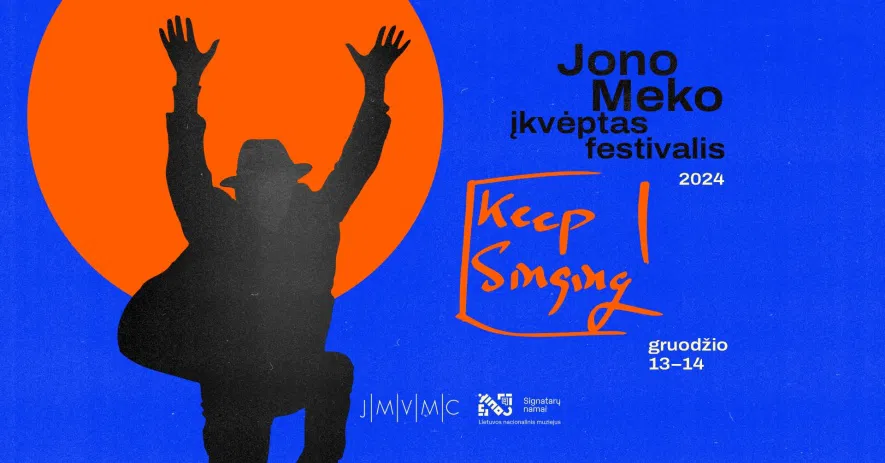 Jono
Meko
įkvėptas
festivalis
2024
Keep
Singing
gruodžio
13–14
J|M|V|M|C
Signatarų
namai
Lietuvos nacionalinis muziejus